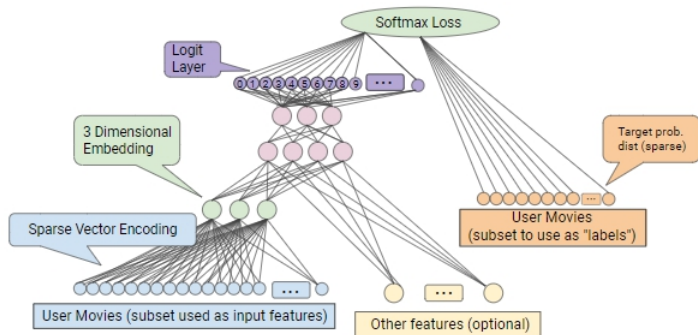 Softmax Loss
Logit
Layer
0 1 2 3 4 5 6 7 8 9 ...
3 Dimensional
Embedding
Target prob.
dist (sparse)
...
User Movies
(subset to use as "labels")
Sparse Vector Encoding
...
...
User Movies (subset used as input features)
Other features (optional)